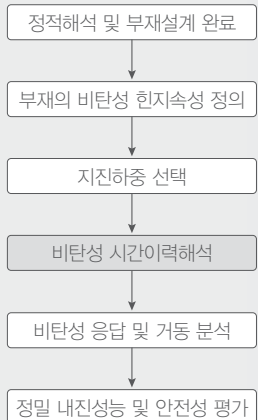 정적해석 및 부재설계 완료
부재의 비탄성 힌지속성 정의
지진하중 선택
비탄성 시간이력해석
비탄성 응답 및 거동 분석
정밀 내진성능 및 안전성 평가